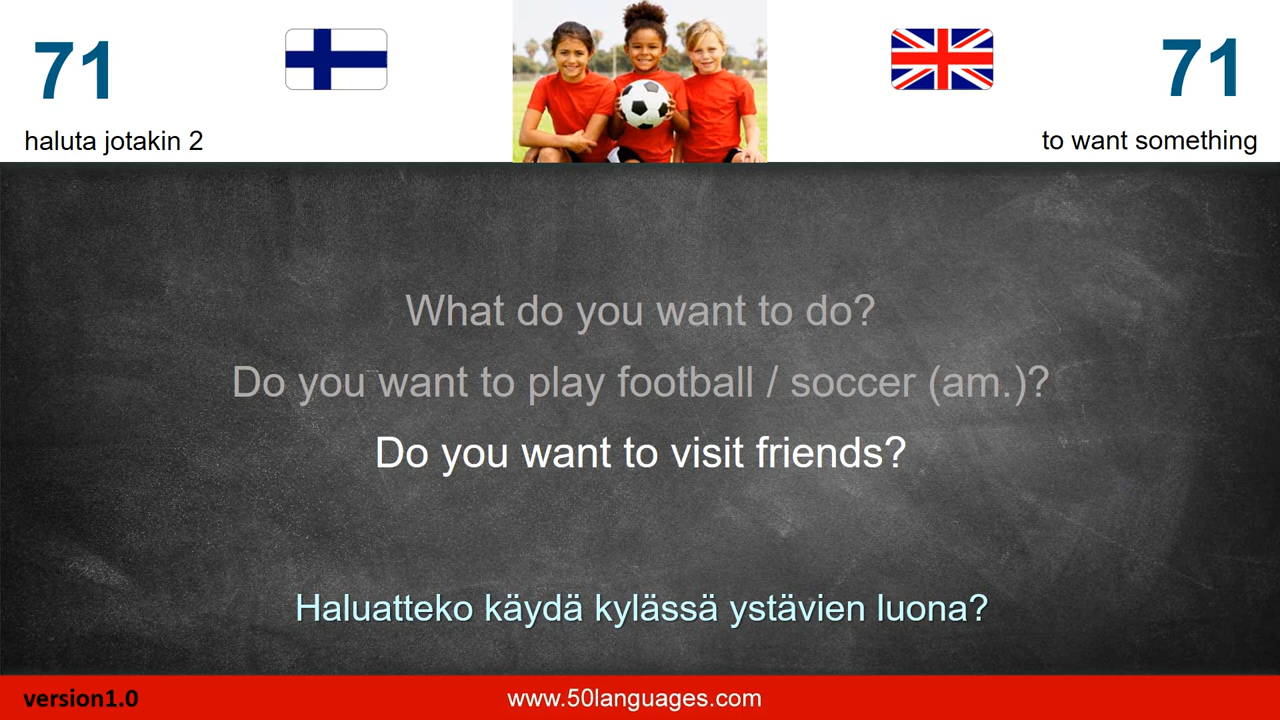 71
71
haluta jotakin 2
to want something
What do you want to do?
Do you want to play football / soccer (am.)?
Do you want to visit friends?
Haluatteko käydä kylässä ystävien luona?
version1.0
www.50languages.com